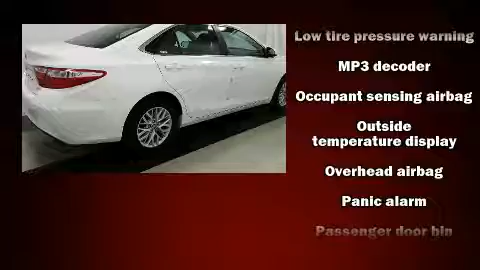 Low tire pressure warning
MP3 decoder
Occupant sensing airbag
Outside
temperature display
Overhead airbag
Panic alarm
Passenger door bin